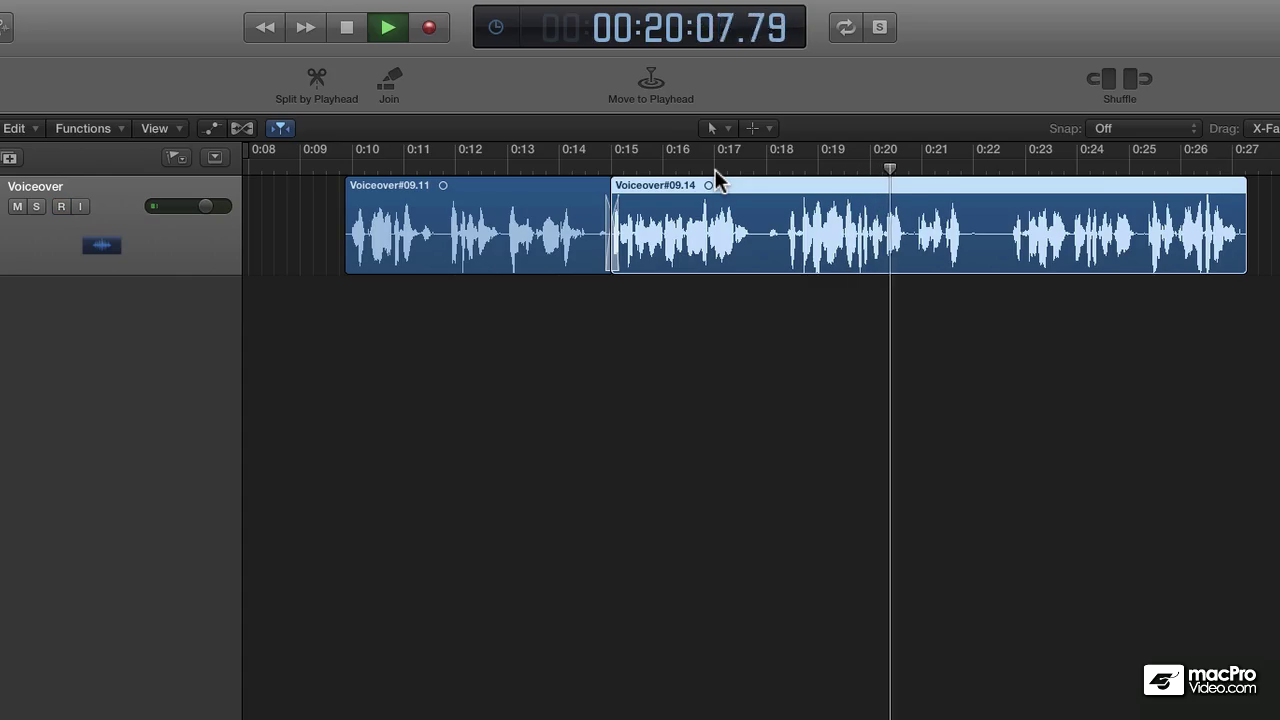 00:20:07.79
S
Split by Playhead
Join
Move to Playhead
Shuffle
Edit
Functions
View
Snap:
Off
Drag:
X-Fa
0:08
0:09
0:10
0:11
0:12
0:13
0:14
0:15
0:16
0:17
0:18
0:19
0:20
0:21
0:22
0:23
0:24
0:25
0:26
0:27
Voiceover
M
S
R
I
Voiceover#09.11
Voiceover#09.14
macPro
Video.com